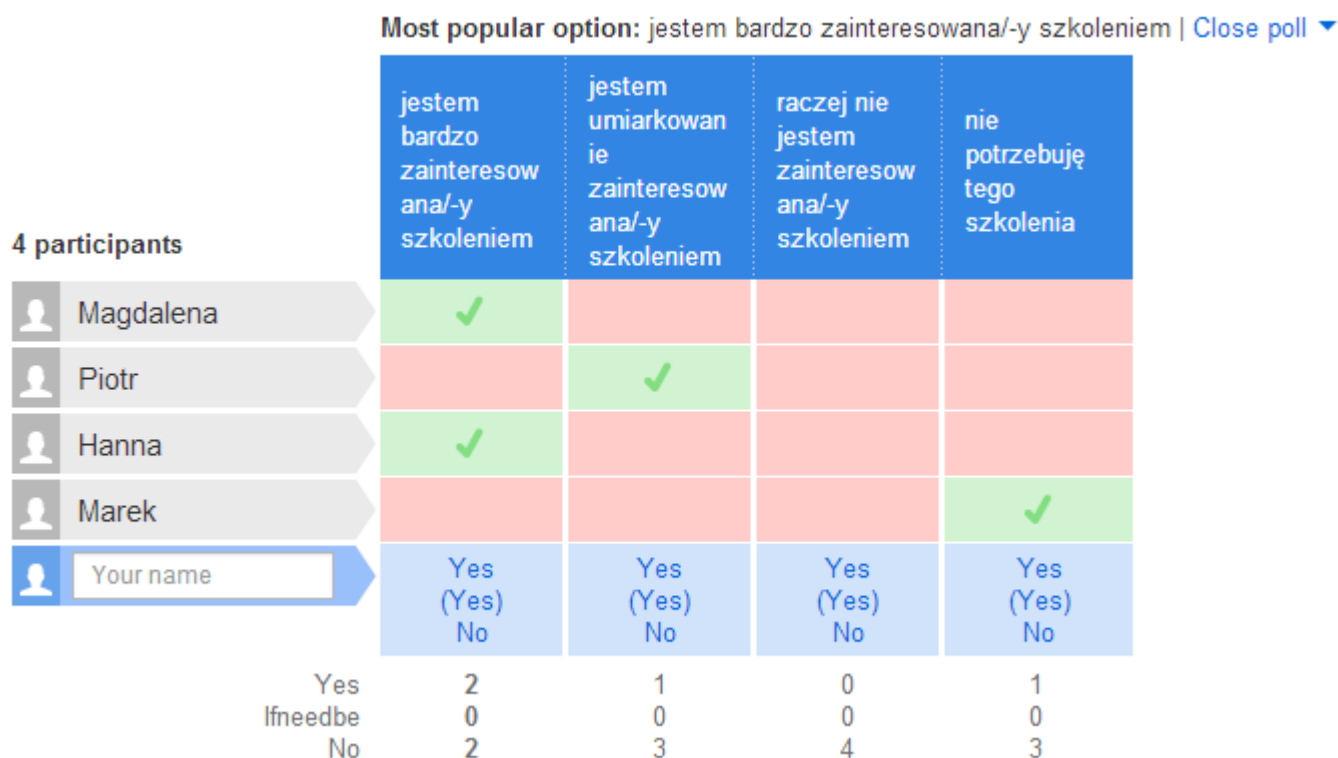 Most popular option: jestem bardzo zainteresowana/-y szkoleniem | Close poll
jestem
bardzo
zainteresow
ana/-y
szkoleniem
jestem
umiarkowan
ie
zainteresow
ana/-y
szkoleniem
raczej nie
jestem
zainteresow
ana/-y
szkoleniem
nie
potrzebuję
tego
szkolenia
4 participants
Magdalena
Piotr
Hanna
Marek
Your name
Yes Yes Yes Yes
(Yes) (Yes) (Yes) (Yes)
No No No No
Yes 2 1 0 1
Ifneedbe 0 0 0 0
No 2 3 4 3